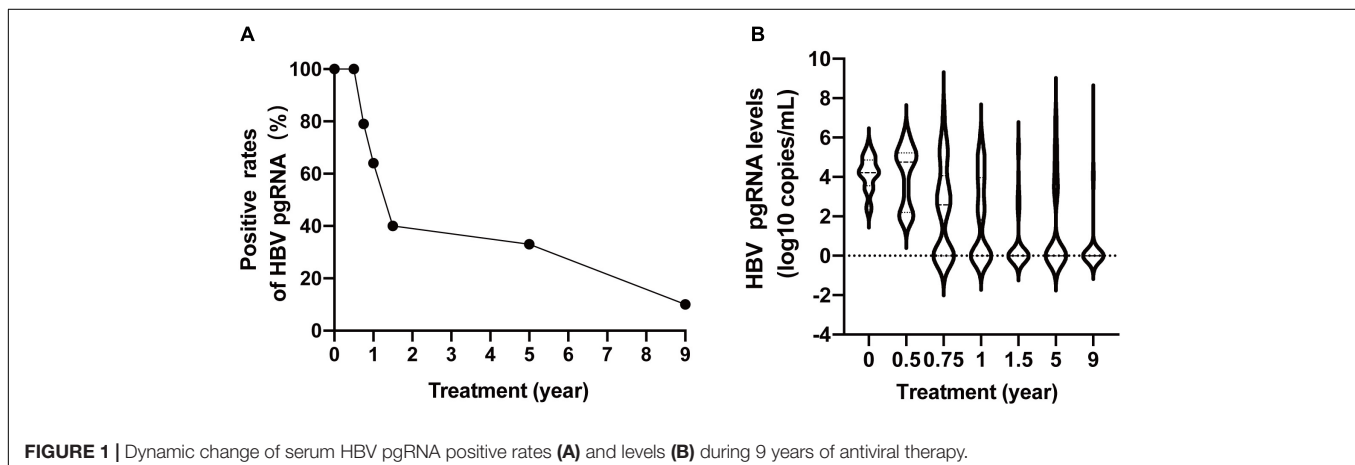 A
Positive rates
of HBV pgRNA (%)
100
80
60
40
20
0
0 1 2 3 4 5 6 7 8 9
Treatment (year)
B
HBV pgRNA levels
(log10 copies/mL)
10
8
6
4
2
0
-2
-4
0 0.5 0.75 1 1.5 5 9
Treatment (year)
FIGURE 1 | Dynamic change of serum HBV pgRNA positive rates (A) and levels (B) during 9 years of antiviral therapy.